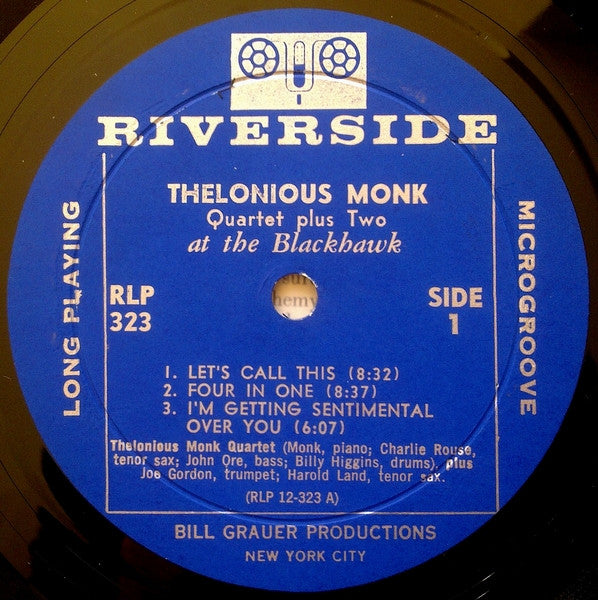 RIVERSIDE
THELONIOUS MONK
Quartet plus Two
at the Blackhawk
LONG PLAYING
MICROGROOVE
RLP
323
SIDE
1
1. LET'S CALL THIS (8:32)
2. FOUR IN ONE (8:37)
3. I'M GETTING SENTIMENTAL
OVER YOU (6:07)
Thelonious Monk Quartet (Monk, piano; Charlie Rouse,
tenor sax; John Ore, bass; Billy Higgins, drums), plus
Joe Gordon, trumpet; Harold Land, tenor sax.
(RLP 12-323 A)
BILL GRAUER PRODUCTIONS
NEW YORK CITY